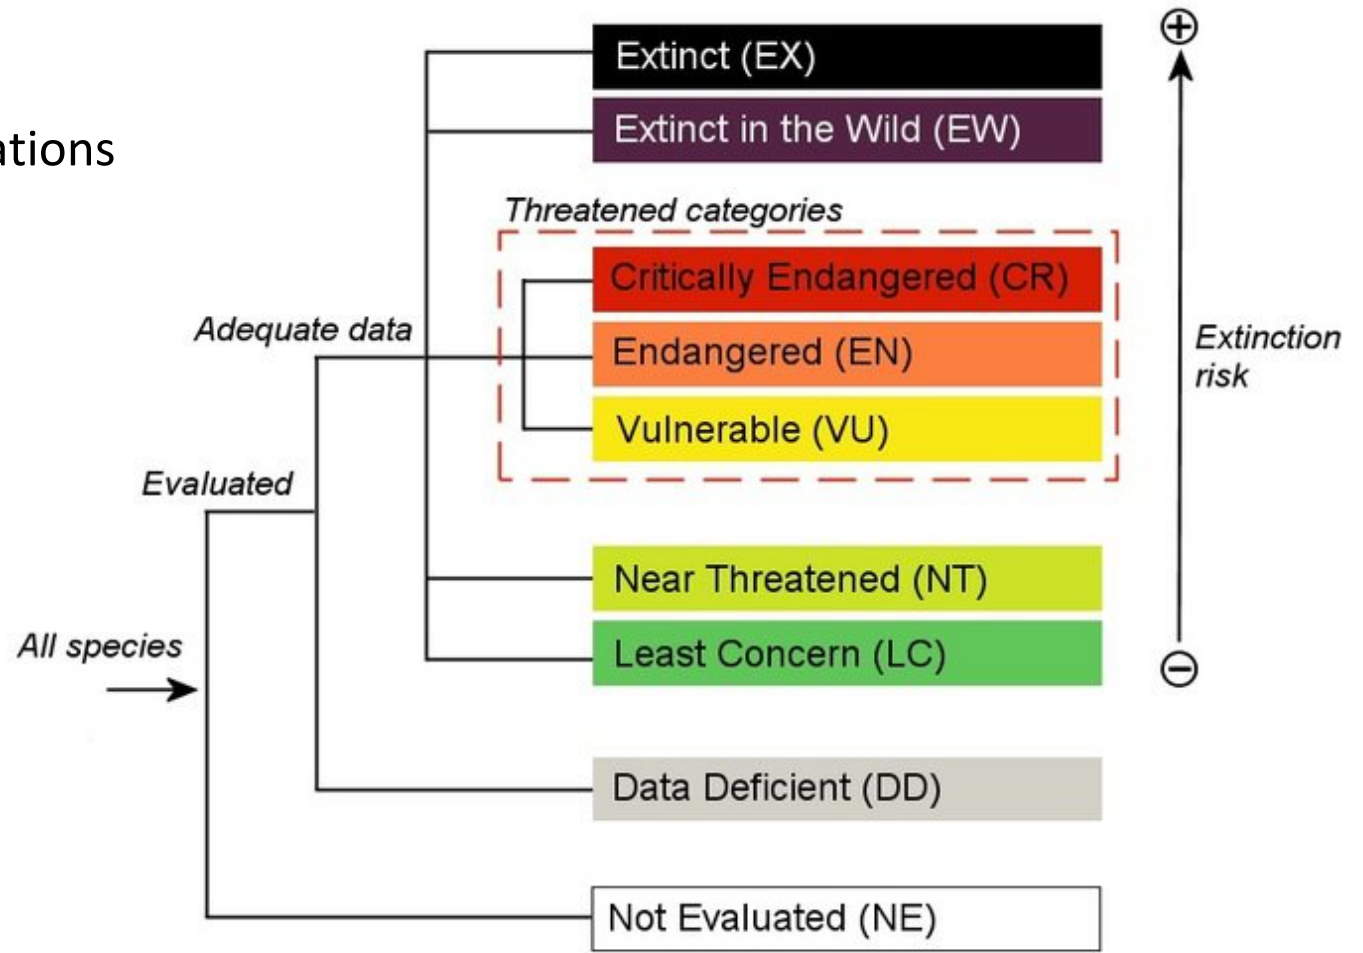 ations
Extinct (EX)
Extinct in the Wild (EW)
Threatened categories
Critically Endangered (CR)
Adequate data
Endangered (EN)
Extinction
risk
Vulnerable (VU)
Evaluated
Near Threatened (NT)
All species
Least Concern (LC)
Data Deficient (DD)
Not Evaluated (NE)